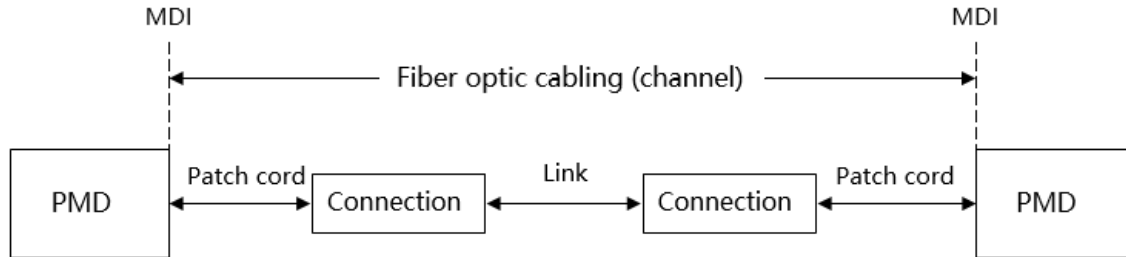 MDI
MDI
Fiber optic cabling (channel)
Patch cord
Link
Patch cord
PMD
Connection
Connection
PMD